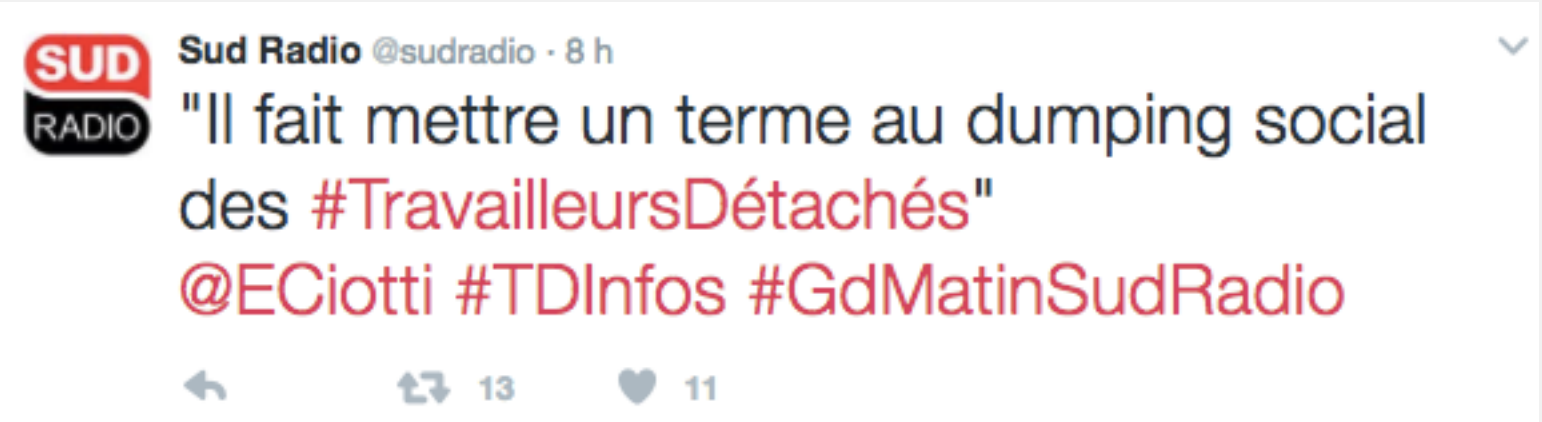 SUD
RADIO
Sud Radio @sudradio · 8 h
"Il fait mettre un terme au dumping social
des #TravailleursDétachés"
@ECiotti #TDInfos #GdMatinSudRadio
13 11